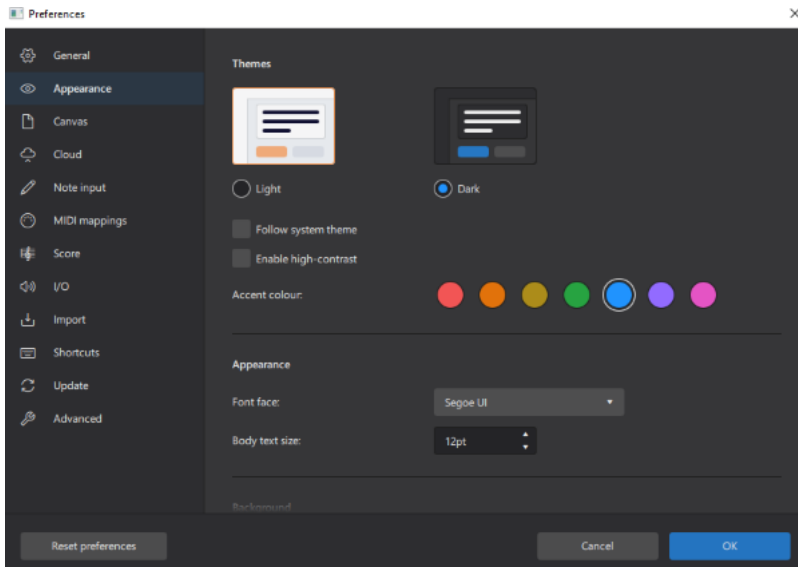 Preferences
General
Appearance
Canvas
Cloud
Note input
MIDI mappings
Score
I/O
Import
Shortcuts
Update
Advanced
Themes
Light
Dark
Follow system theme
Enable high-contrast
Accent colour:
Appearance
Font face:
Segoe UI
Body text size:
12pt
Background
Reset preferences
Cancel
OK